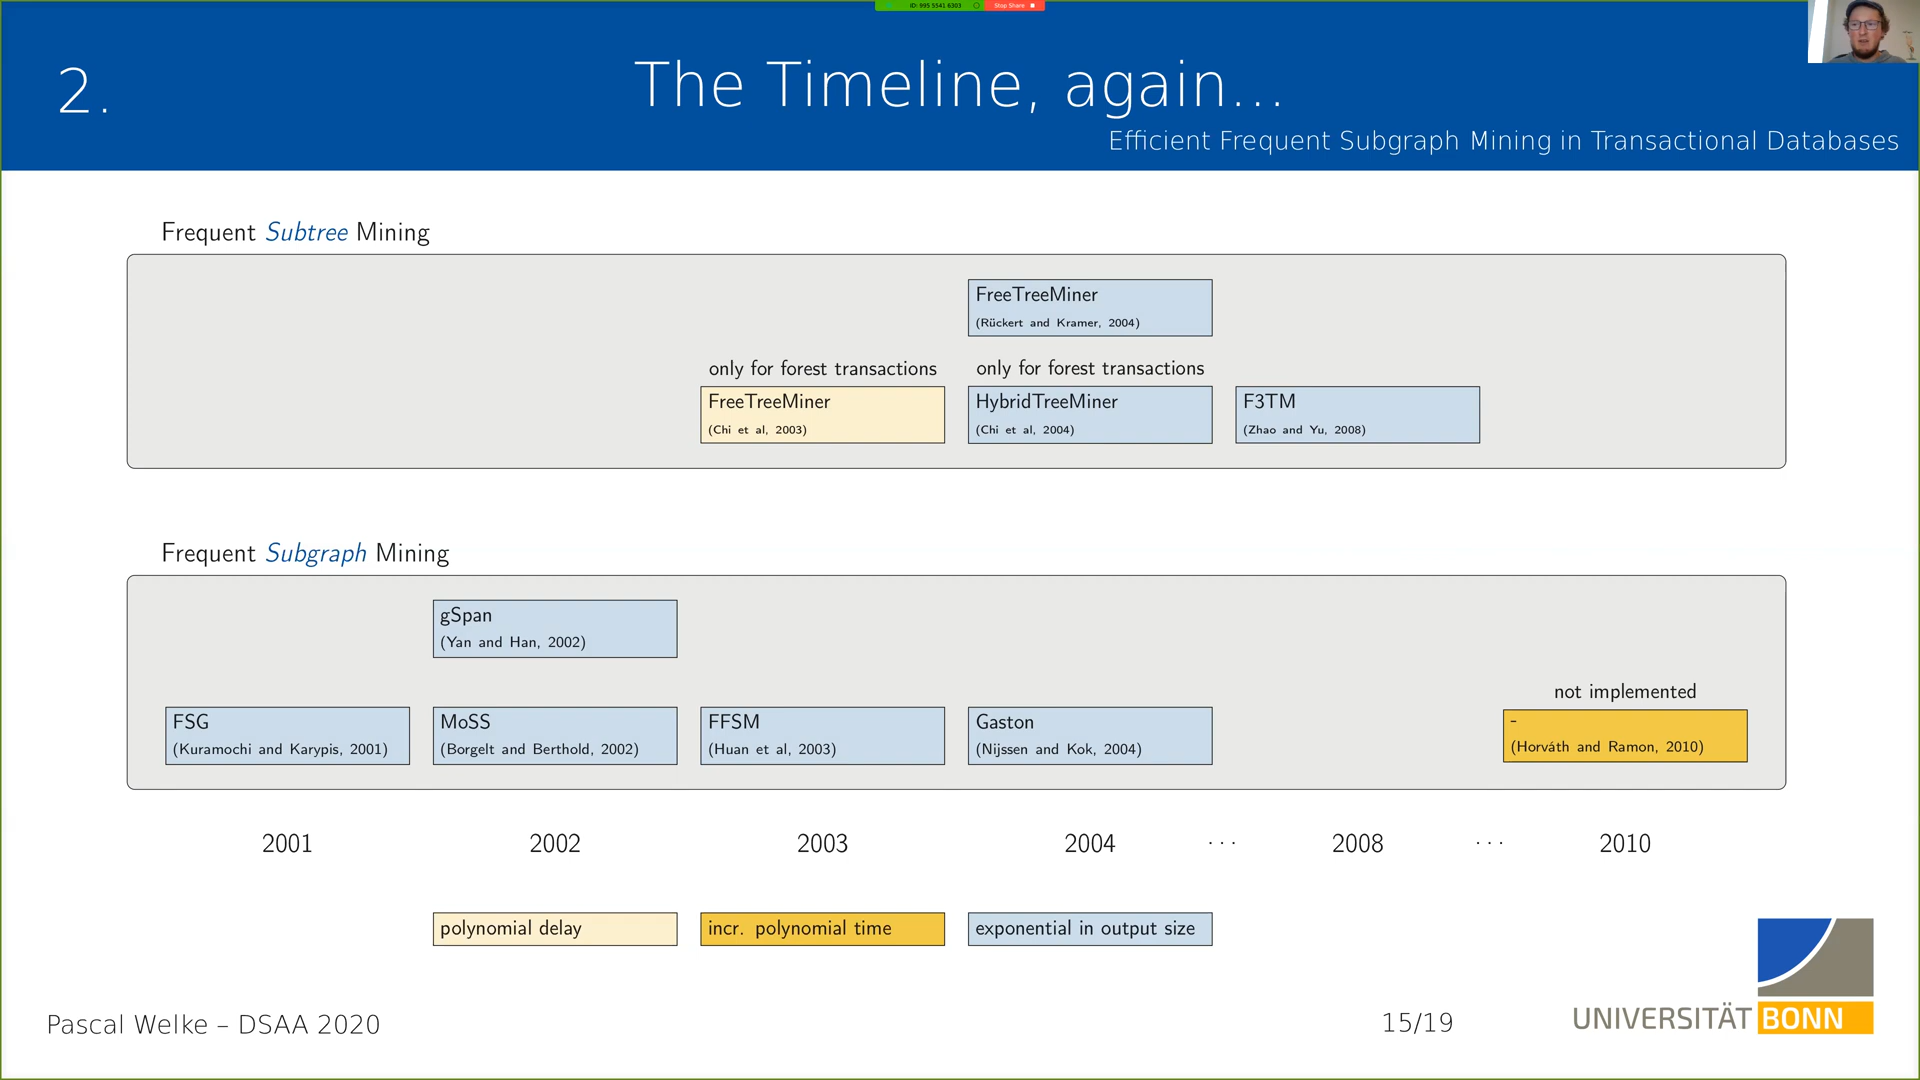 ID: 995 5541 6303 Stop Share
2.
The Timeline, again...
Efficient Frequent Subgraph Mining in Transactional Databases
Frequent Subtree Mining
FreeTreeMiner
(Rückert and Kramer, 2004)
only for forest transactions
only for forest transactions
FreeTreeMiner
(Chi et al, 2003)
HybridTreeMiner
(Chi et al, 2004)
F3TM
(Zhao and Yu, 2008)
Frequent Subgraph Mining
gSpan
(Yan and Han, 2002)
FSG
(Kuramochi and Karypis, 2001)
MoSS
(Borgelt and Berthold, 2002)
FFSM
(Huan et al, 2003)
Gaston
(Nijssen and Kok, 2004)
not implemented
-
(Horváth and Ramon, 2010)
2001 2002 2003 2004 ... 2008 ... 2010
polynomial delay
incr. polynomial time
exponential in output size
Pascal Welke – DSAA 2020
15/19
UNIVERSITÄT BONN